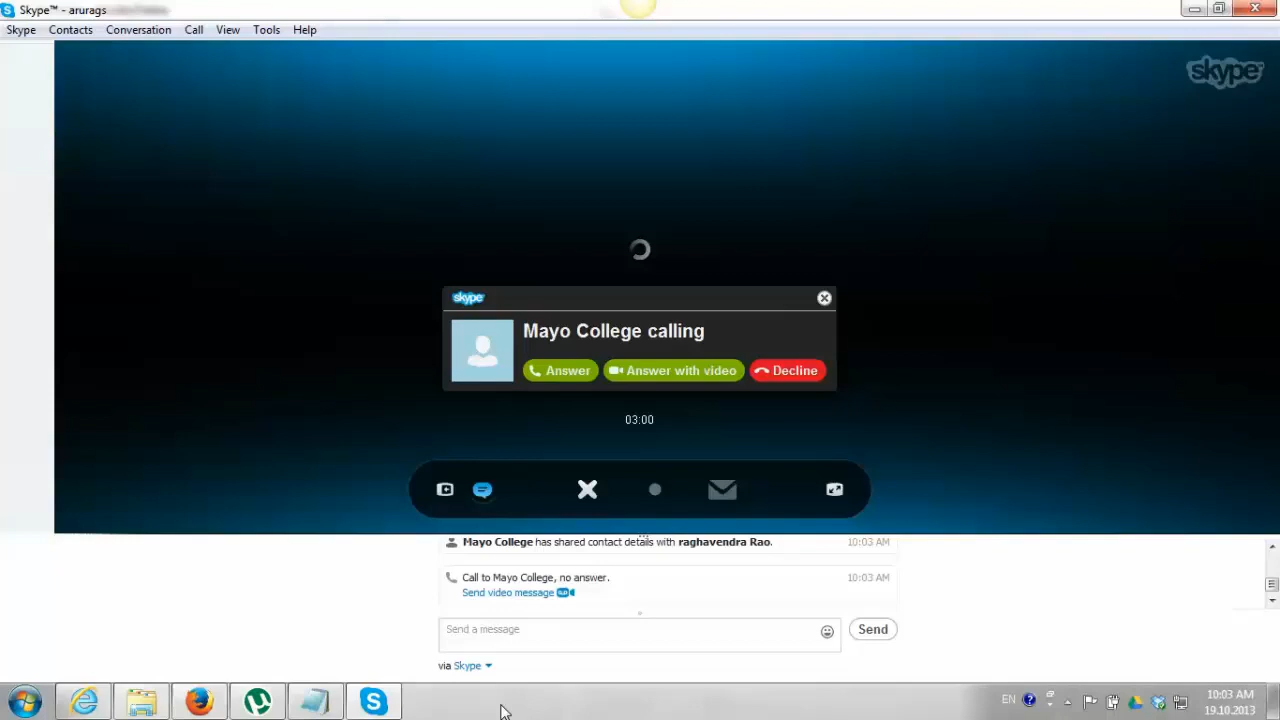 Skype™ - arurags
Skype Contacts Conversation Call View Tools Help
skype
skype
Mayo College calling
Answer Answer with video Decline
03:00
Mayo College has shared contact details with raghavendra Rao. 10:03 AM
Call to Mayo College, no answer. 10:03 AM
Send video message
Send a message
Send
via Skype
EN
10:03 AM
19.10.2013